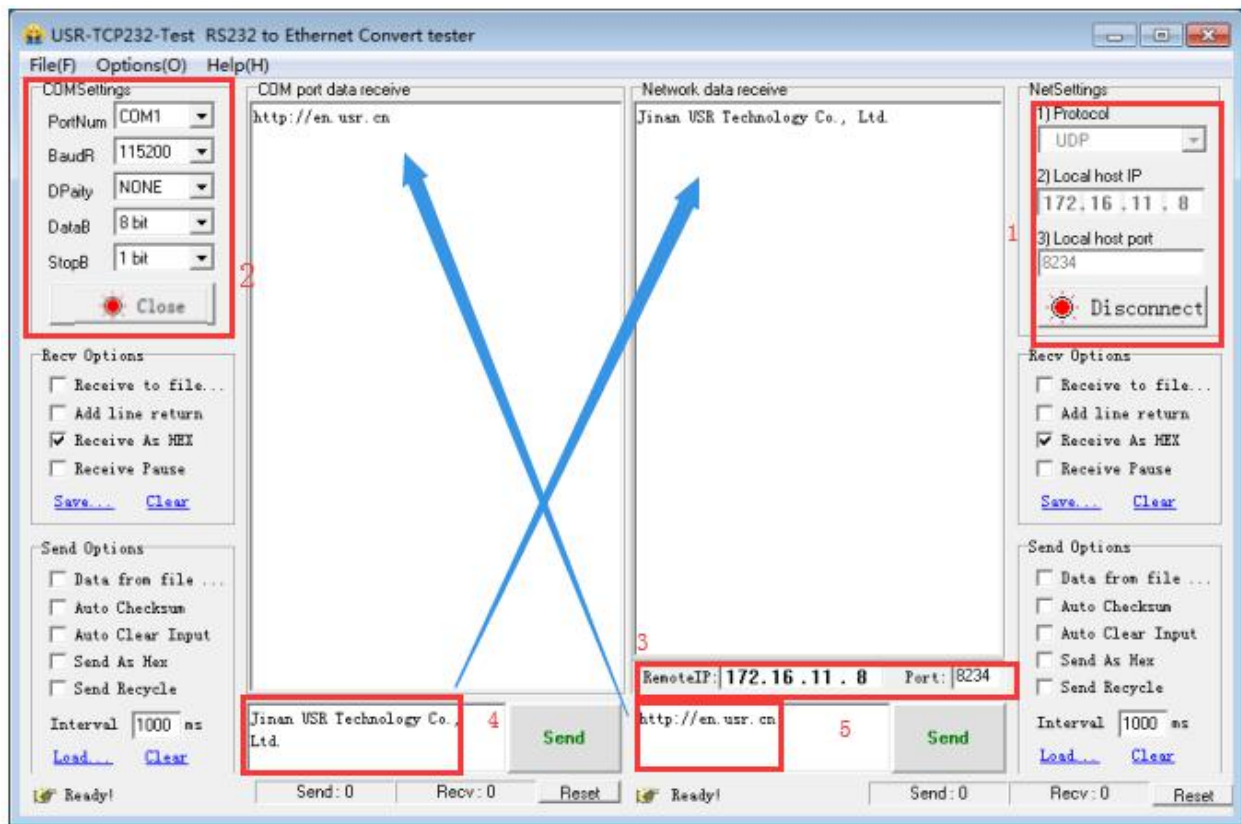 USR-TCP232-Test RS232 to Ethernet Convert tester
File(F) Options(O) Help(H)
COMSettings
PortNum COM1
BaudR 115200
DPaity NONE
DataB 8 bit
StopB 1 bit
Close
2
Recv Options
Receive to file...
Add line return
Receive As HEX
Receive Pause
Save... Clear
Send Options
Data from file ...
Auto Checksum
Auto Clear Input
Send As Hex
Send Recycle
Interval 1000 ms
Load... Clear
COM port data receive
http://en.usr.cn
Jinan USR Technology Co.,
Ltd.
4
Send
Network data receive
Jinan USR Technology Co., Ltd.
3
RemoteIP: 172.16.11.8 Port: 8234
http://en.usr.cn
5
Send
NetSettings
1) Protocol
UDP
2) Local host IP
172.16.11.8
1
3) Local host port
8234
Disconnect
Recv Options
Receive to file...
Add line return
Receive As HEX
Receive Pause
Save... Clear
Send Options
Data from file ...
Auto Checksum
Auto Clear Input
Send As Hex
Send Recycle
Interval 1000 ms
Load... Clear
Ready! Send:0 Recv:0 Reset
Ready! Send:0 Recv:0 Reset